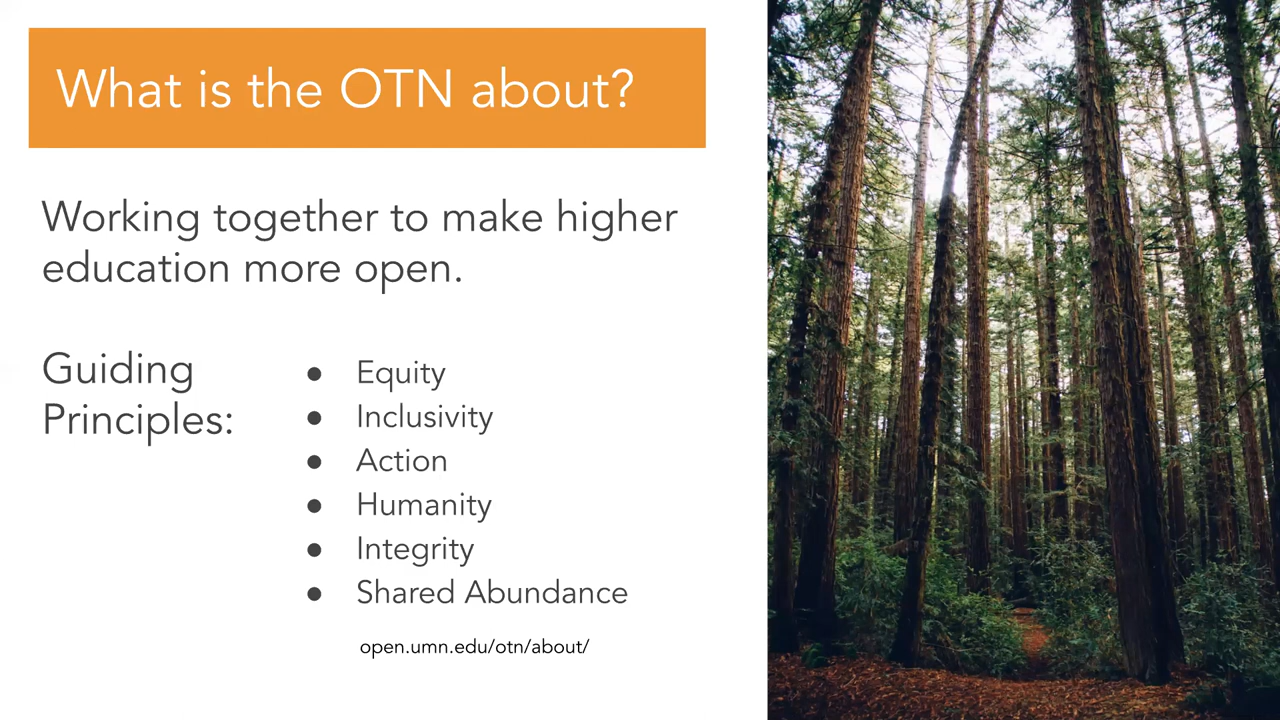 What is the OTN about?
Working together to make higher
education more open.
Guiding
Principles:
● Equity
● Inclusivity
● Action
● Humanity
● Integrity
● Shared Abundance
open.umn.edu/otn/about/